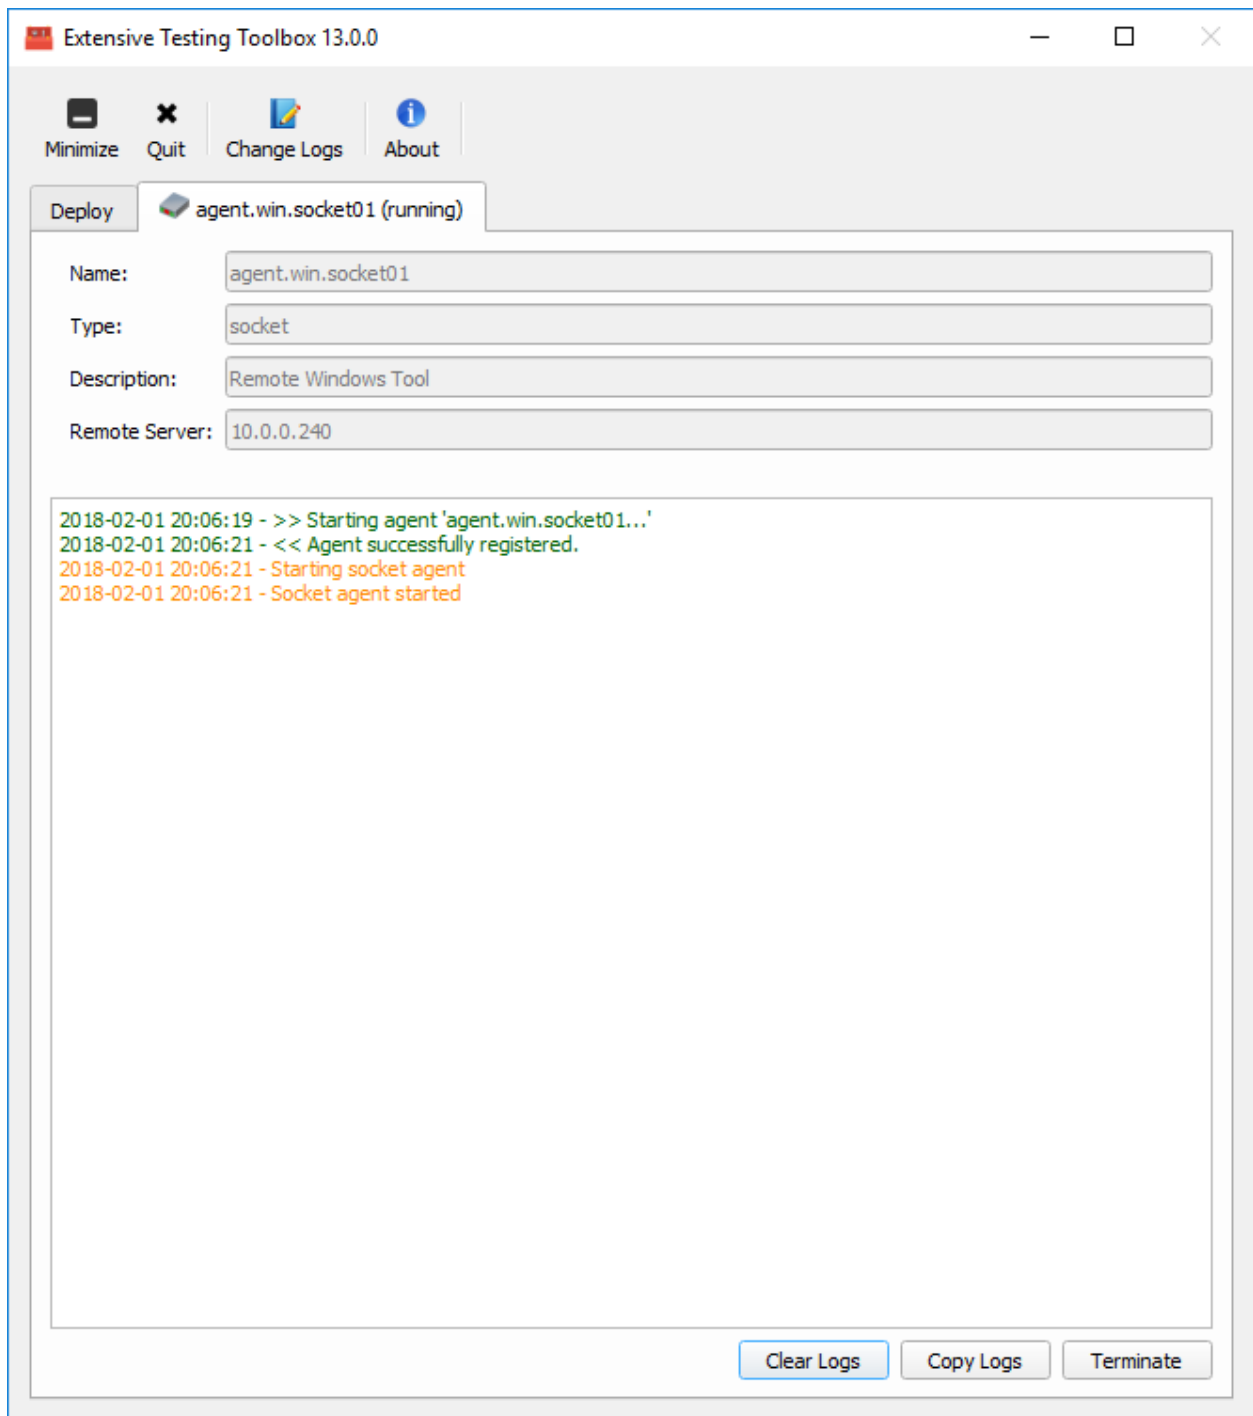 Extensive Testing Toolbox 13.0.0
Minimize Quit Change Logs About
Deploy agent.win.socket01 (running)
Name: agent.win.socket01
Type: socket
Description: Remote Windows Tool
Remote Server: 10.0.0.240
2018-02-01 20:06:19 - >> Starting agent 'agent.win.socket01...'
2018-02-01 20:06:21 - << Agent successfully registered.
2018-02-01 20:06:21 - Starting socket agent
2018-02-01 20:06:21 - Socket agent started
Clear Logs Copy Logs Terminate